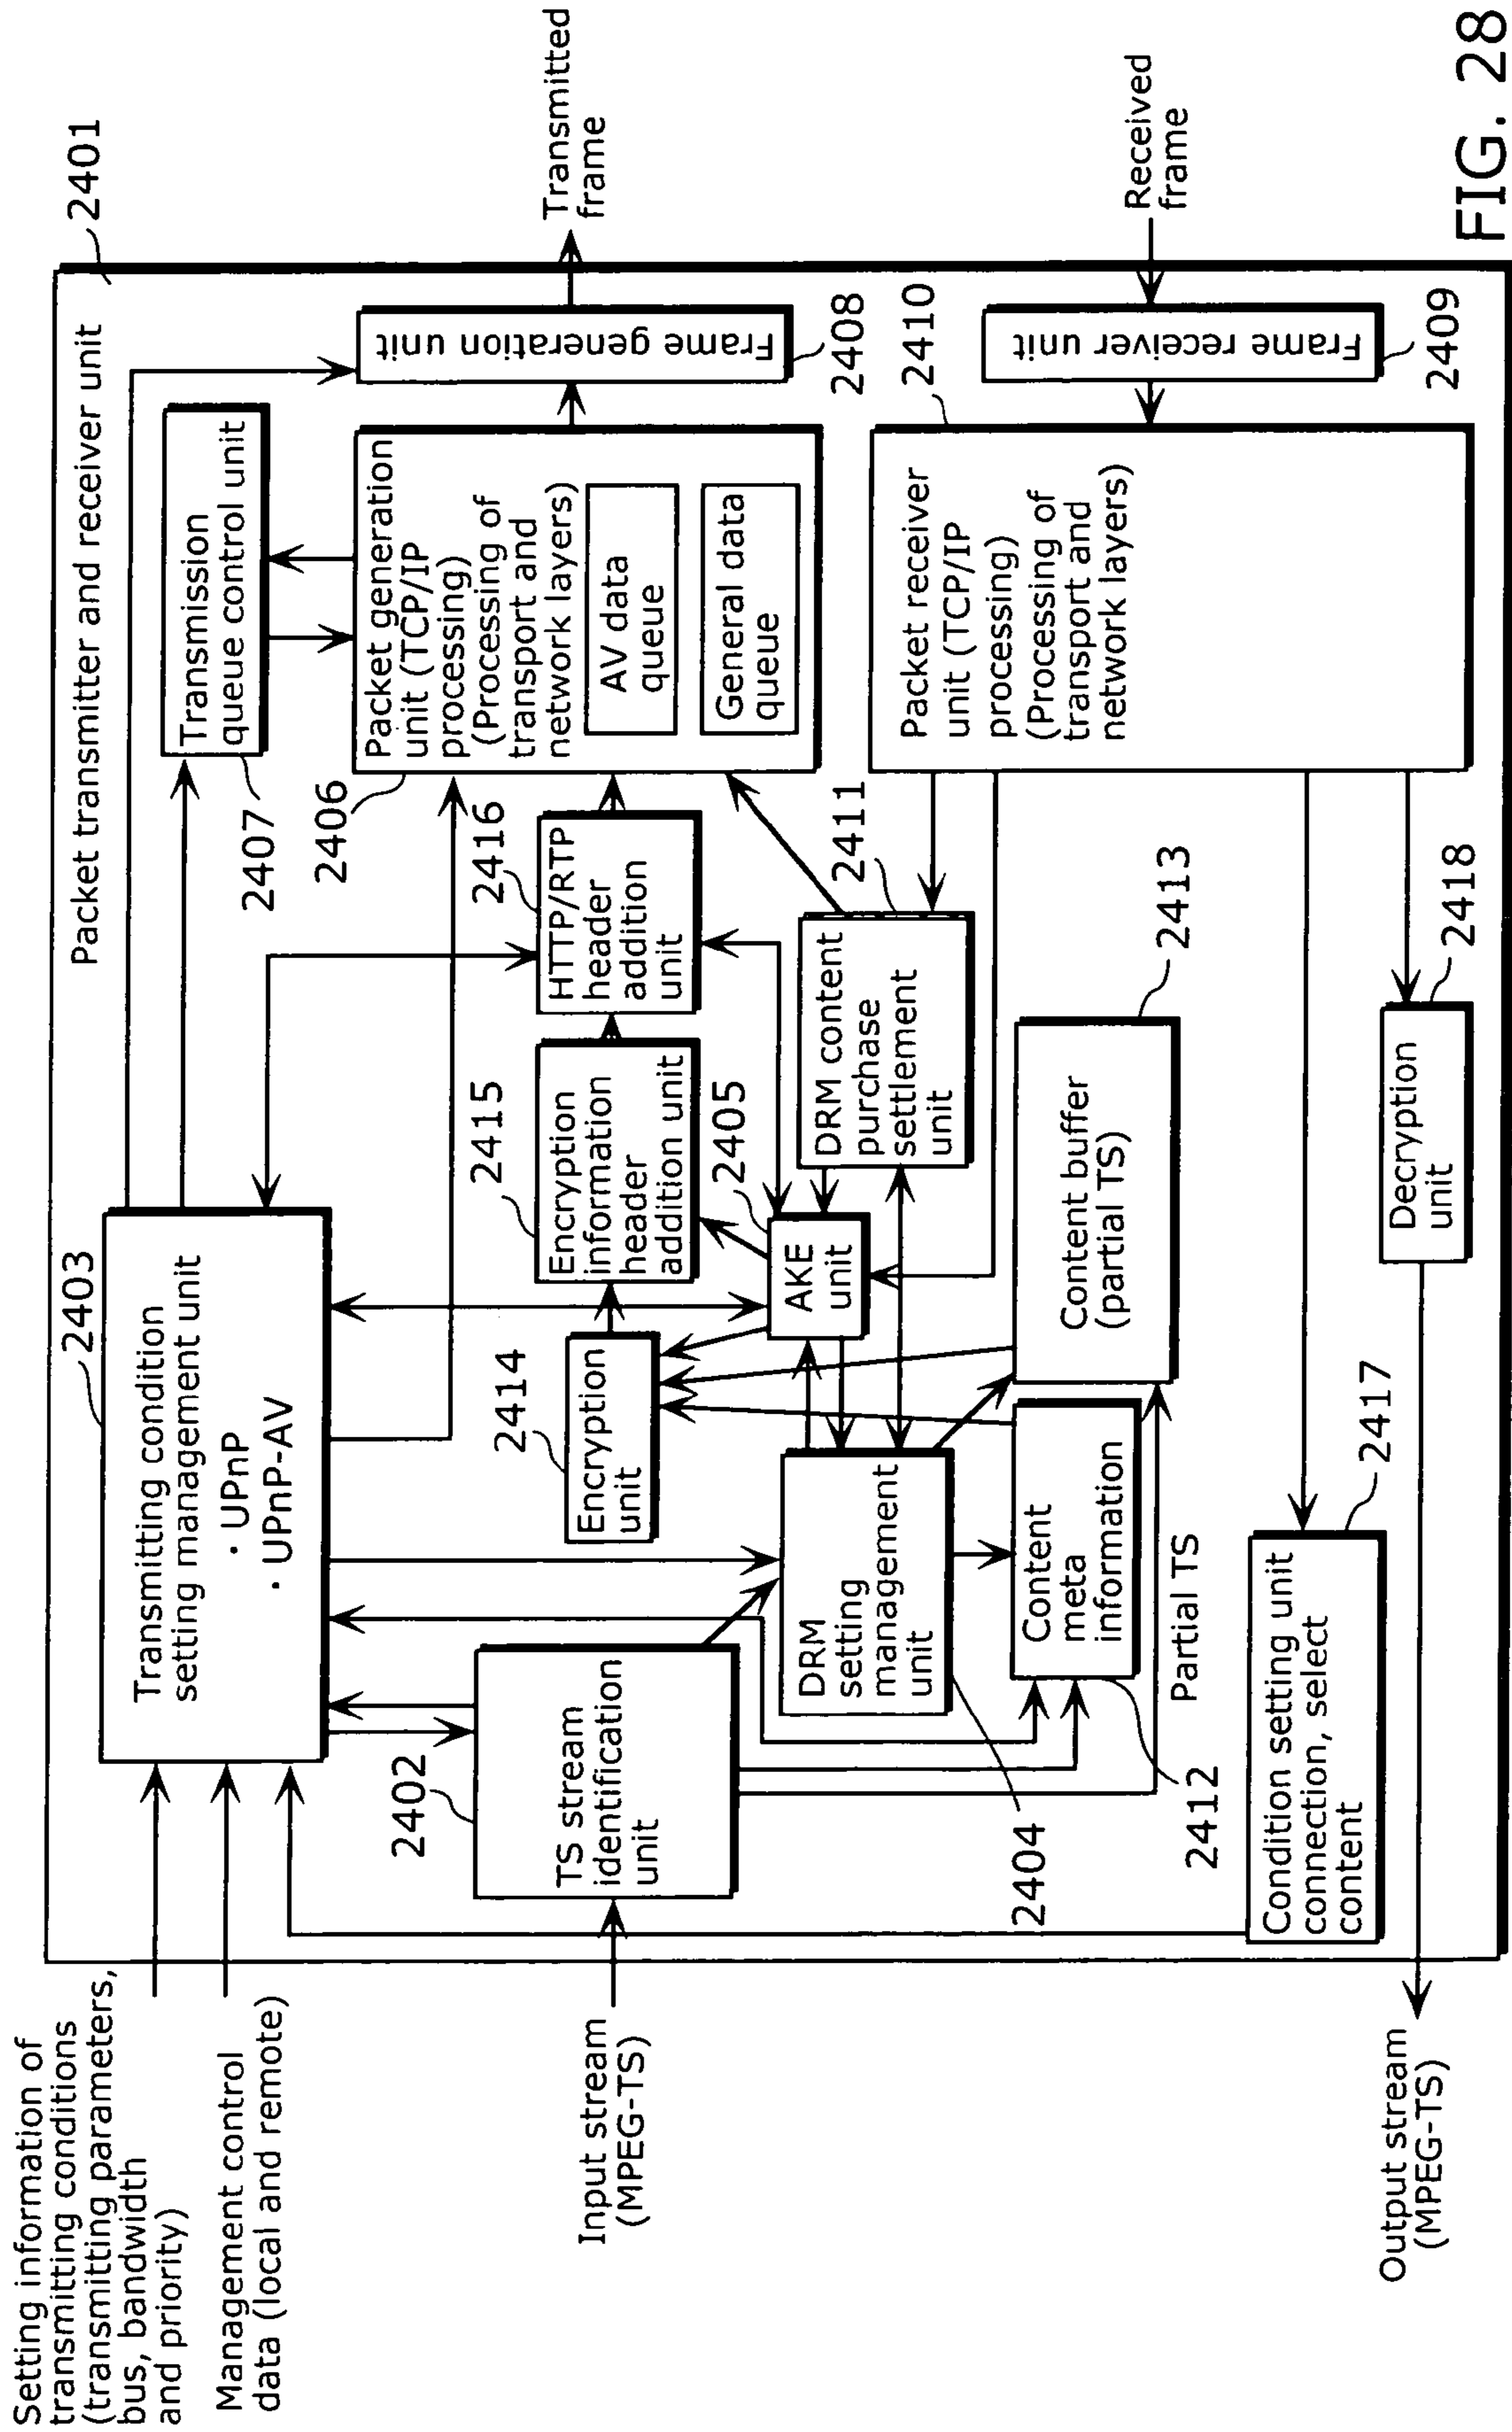 Packet transmitter and receiver unit
2401
Setting information of
transmitting conditions
(transmitting parameters,
bus, bandwidth
and priority)
Management control
data (local and remote)
2403
Transmitting condition
setting management unit
· UPnP
· UPnP-AV
Transmission
queue control unit
2407
Input stream
(MPEG-TS)
2402
TS stream
identification
unit
2414
Encryption
unit
2415
Encryption
information
header
addition unit
2416
HTTP/RTP
header
addition
unit
2406
Packet generation
unit (TCP/IP
processing)
(Processing of
transport and
network layers)
AV data
queue
General data
queue
Frame generation unit
2408
Transmitted
frame
2405
AKE
unit
DRM
setting
management
unit
2404
DRM content
purchase
settlement
unit
2411
Content
meta
information
2412
Partial TS
Content buffer
(partial TS)
2413
2410
Packet receiver
unit (TCP/IP
processing)
(Processing of
transport and
network layers)
Frame receiver unit
2409
Received
frame
Condition setting unit
connection, select
content
2417
Decryption
unit
2418
Output stream
(MPEG-TS)
FIG. 28